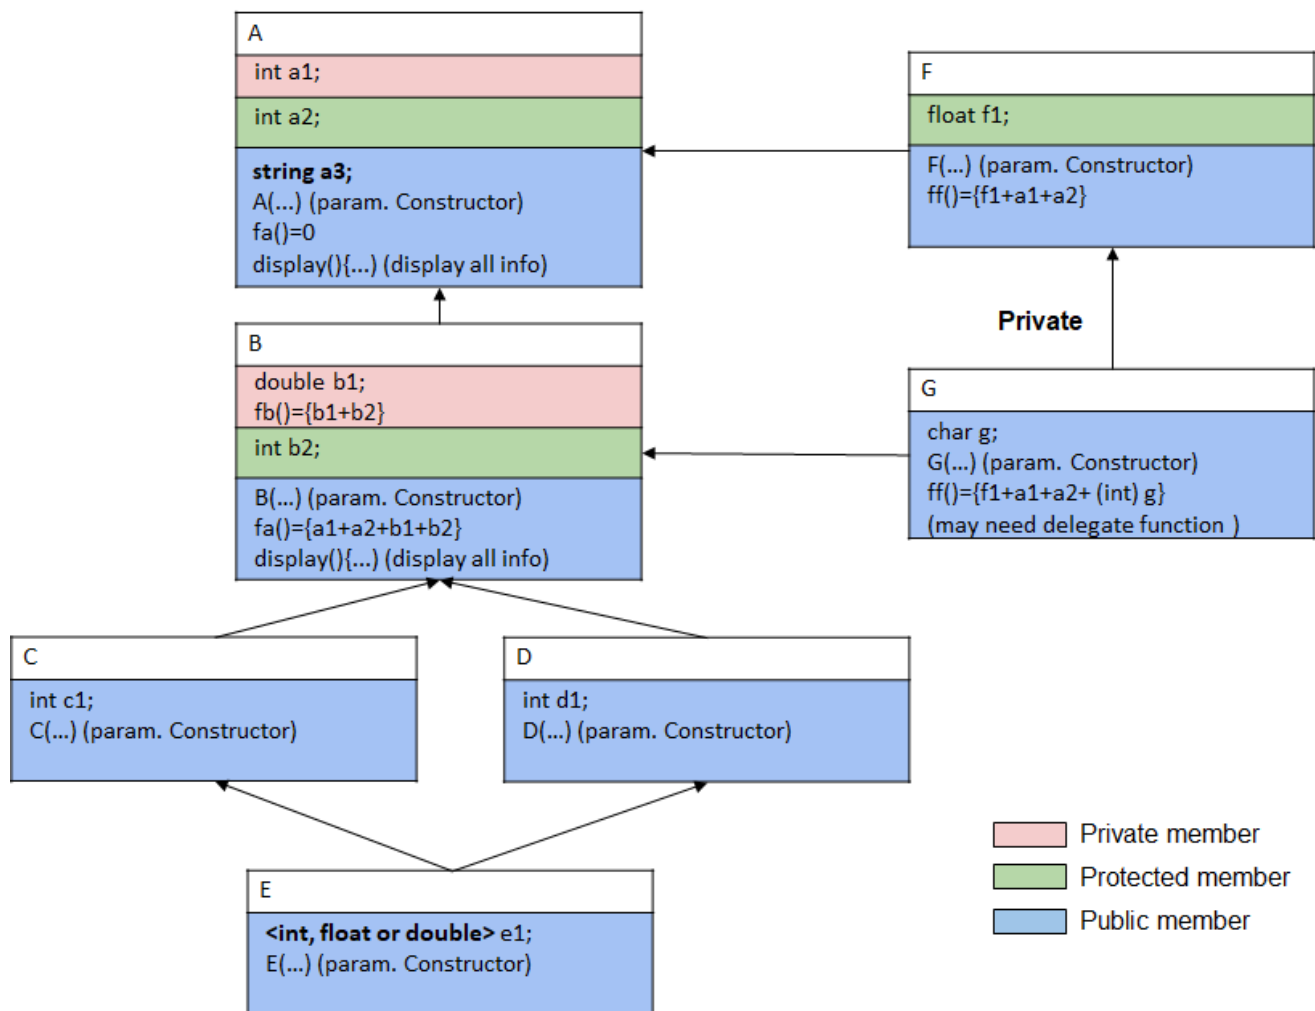 A
int a1;
int a2;
string a3;
A(...) (param. Constructor)
fa()=0
display(){...) (display all info)
F
float f1;
F(...) (param. Constructor)
ff()={f1+a1+a2}
Private
B
double b1;
fb()={b1+b2}
int b2;
B(...) (param. Constructor)
fa()={a1+a2+b1+b2}
display(){...) (display all info)
G
char g;
G(...) (param. Constructor)
ff()={f1+a1+a2+ (int) g}
(may need delegate function )
C
int c1;
C(...) (param. Constructor)
D
int d1;
D(...) (param. Constructor)
E
<int, float or double> e1;
E(...) (param. Constructor)
Private member
Protected member
Public member